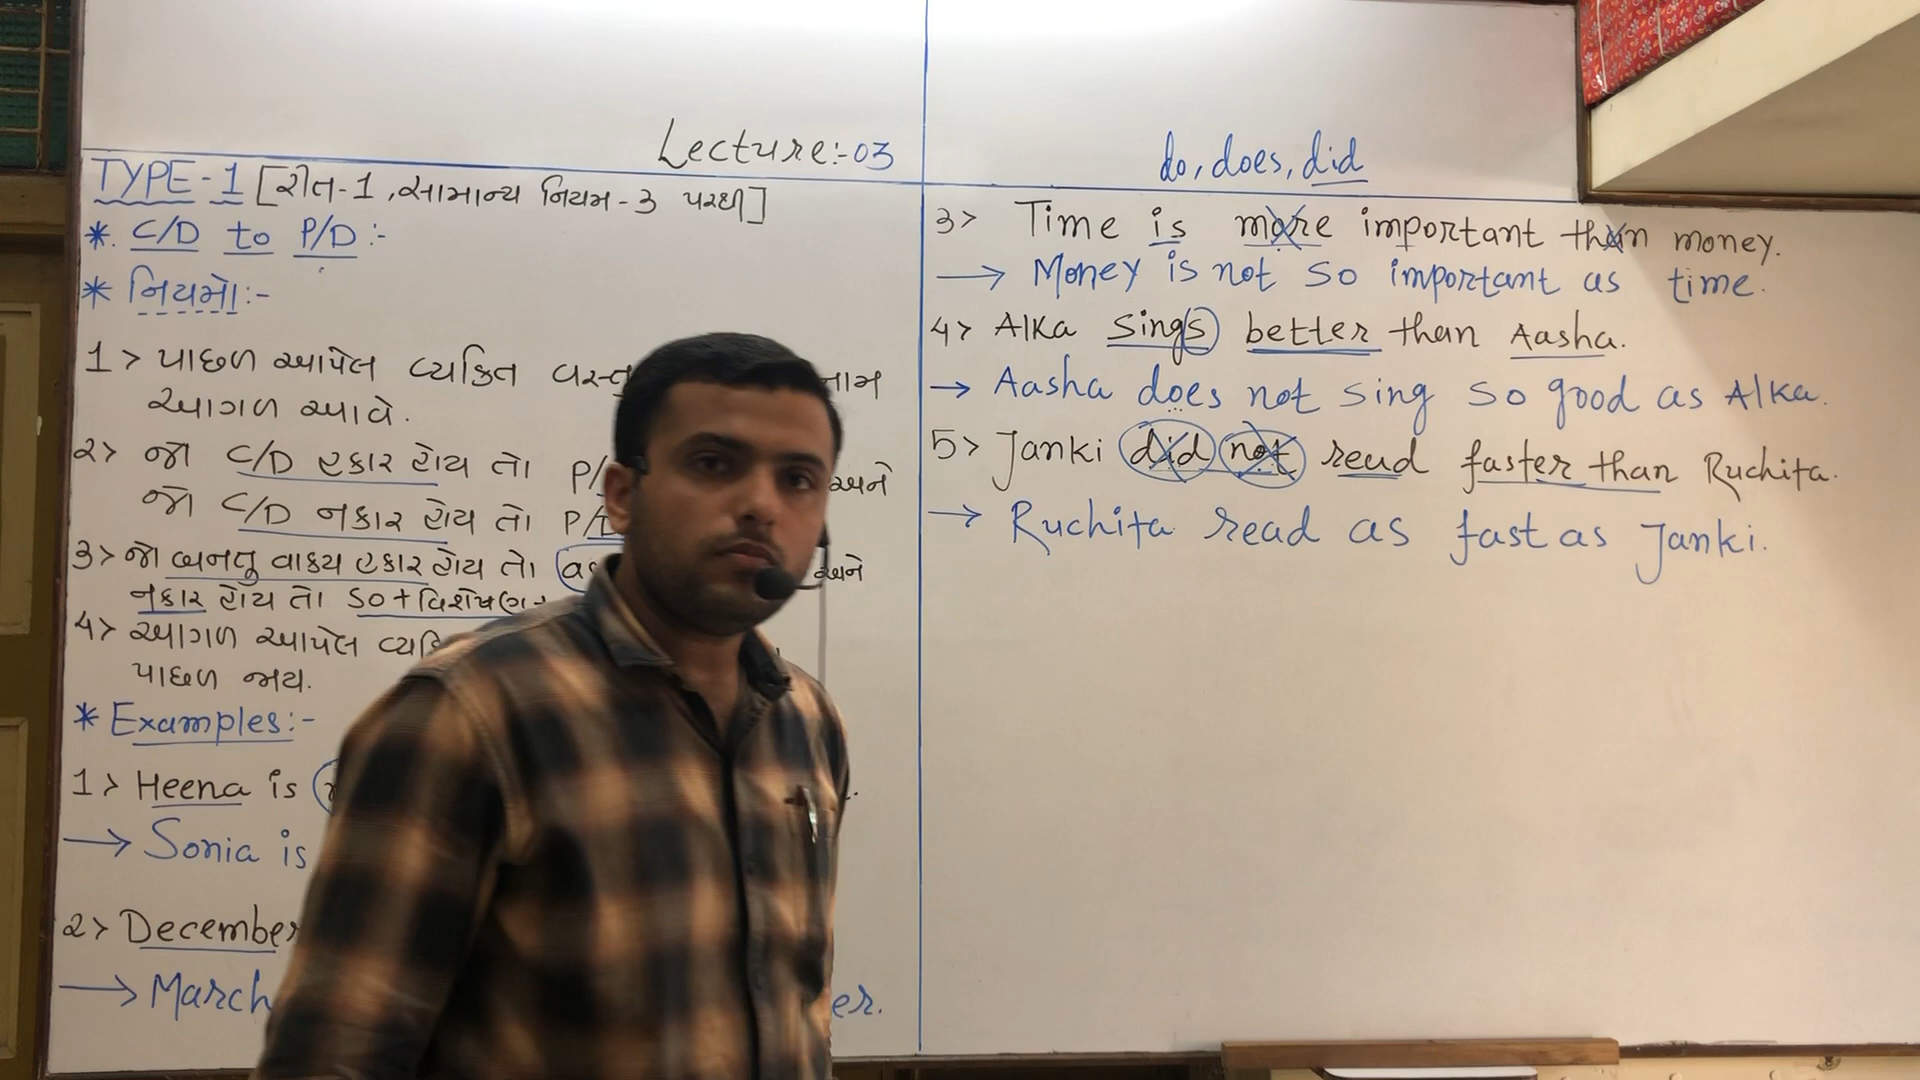 Lecture:-03
TYPE-1 [રીત-1, સામાન્ય નિયમ-3 પરથી]
*. C/D to P/D:-
* નિયમો:-
1> પાછળ આપેલ વ્યકિત નામ
આગળ આવે.
2> જો C/D હકાર હોય તો અને
જો C/D નકાર હોય તો
3> જો બનતુ વાકય હકાર હોય તો અને
નકાર હોય તો so + વિશેષણ
4> આગળ આપેલ
પાછળ જાય.
* Examples:-
1> Heena is
→ Sonia is
2> December
→ March
do, does, did
3> Time is more important than money.
→ Money is not so important as time.
4> Alka sings better than Aasha.
→ Aasha does not sing so good as Alka.
5> Janki did not read faster than Ruchita.
→ Ruchita read as fast as Janki.